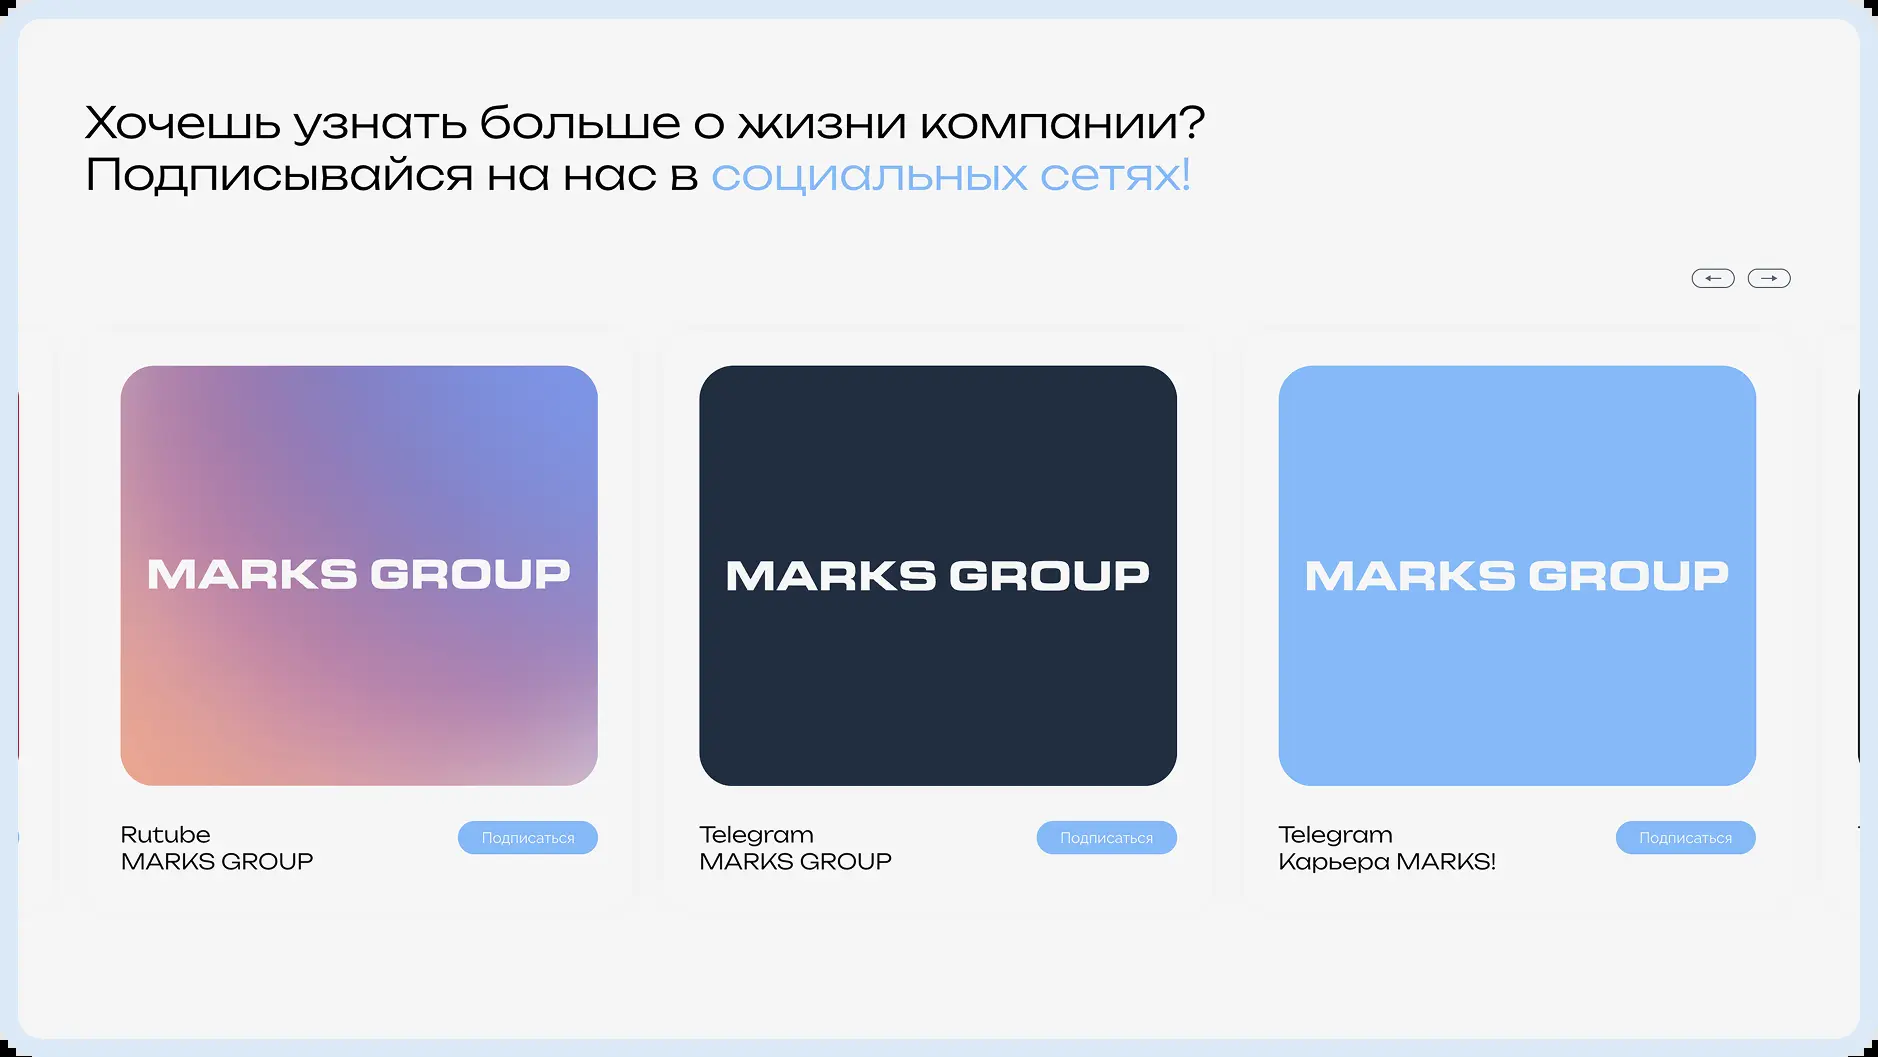 Хочешь узнать больше о жизни компании?
Подписывайся на нас в социальных сетях!
MARKS GROUP
MARKS GROUP
MARKS GROUP
Rutube
MARKS GROUP
Подписаться
Telegram
MARKS GROUP
Подписаться
Telegram
Карьера MARKS!
Подписаться